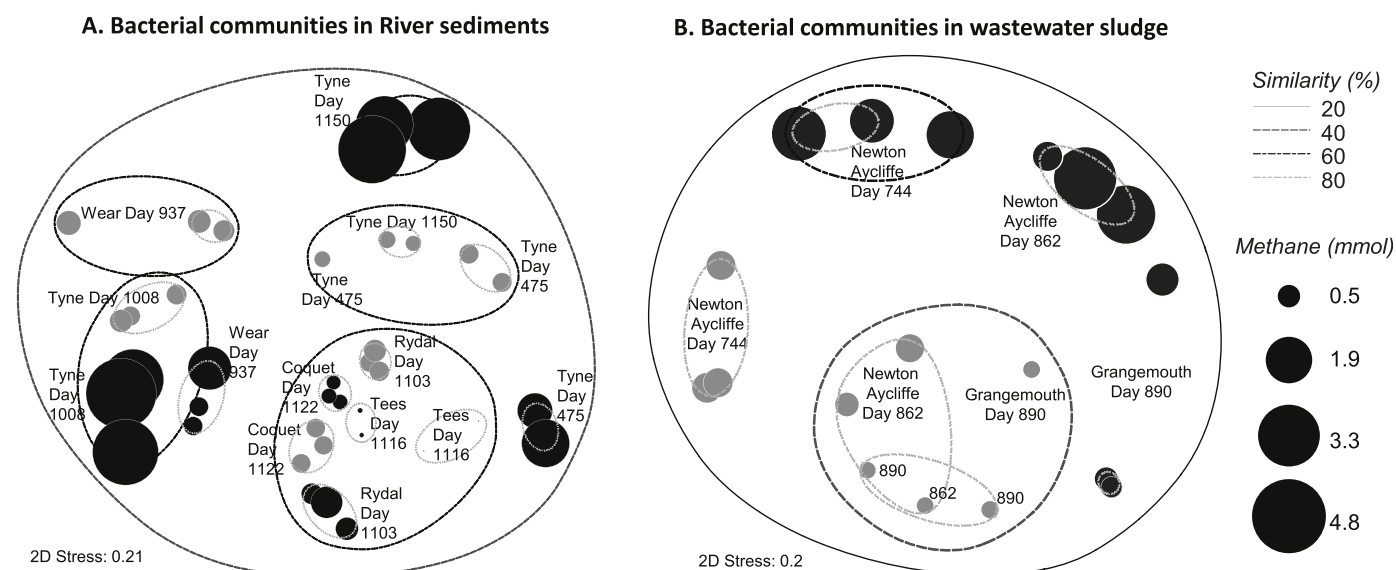 A. Bacterial communities in River sediments
Tyne
Day
1150
Wear Day 937
Tyne Day 1150
Tyne
Day 475
Tyne
Day
475
Tyne Day 1008
Wear
Day
937
Tyne
Day
1008
Rydal
Day
1103
Coquet
Day
1122
Tees
Day
1116
Tees
Day
1116
Tyne
Day
475
Coquet
Day
1122
Rydal
Day
1103
2D Stress: 0.21
B. Bacterial communities in wastewater sludge
Newton
Aycliffe
Day 744
Newton
Aycliffe
Day 862
Newton
Aycliffe
Day 744
Newton
Aycliffe
Day 862
Grangemouth
Day 890
Grangemouth
Day 890
890
862
890
2D Stress: 0.2
Similarity (%)
20
40
60
80
Methane (mmol)
0.5
1.9
3.3
4.8